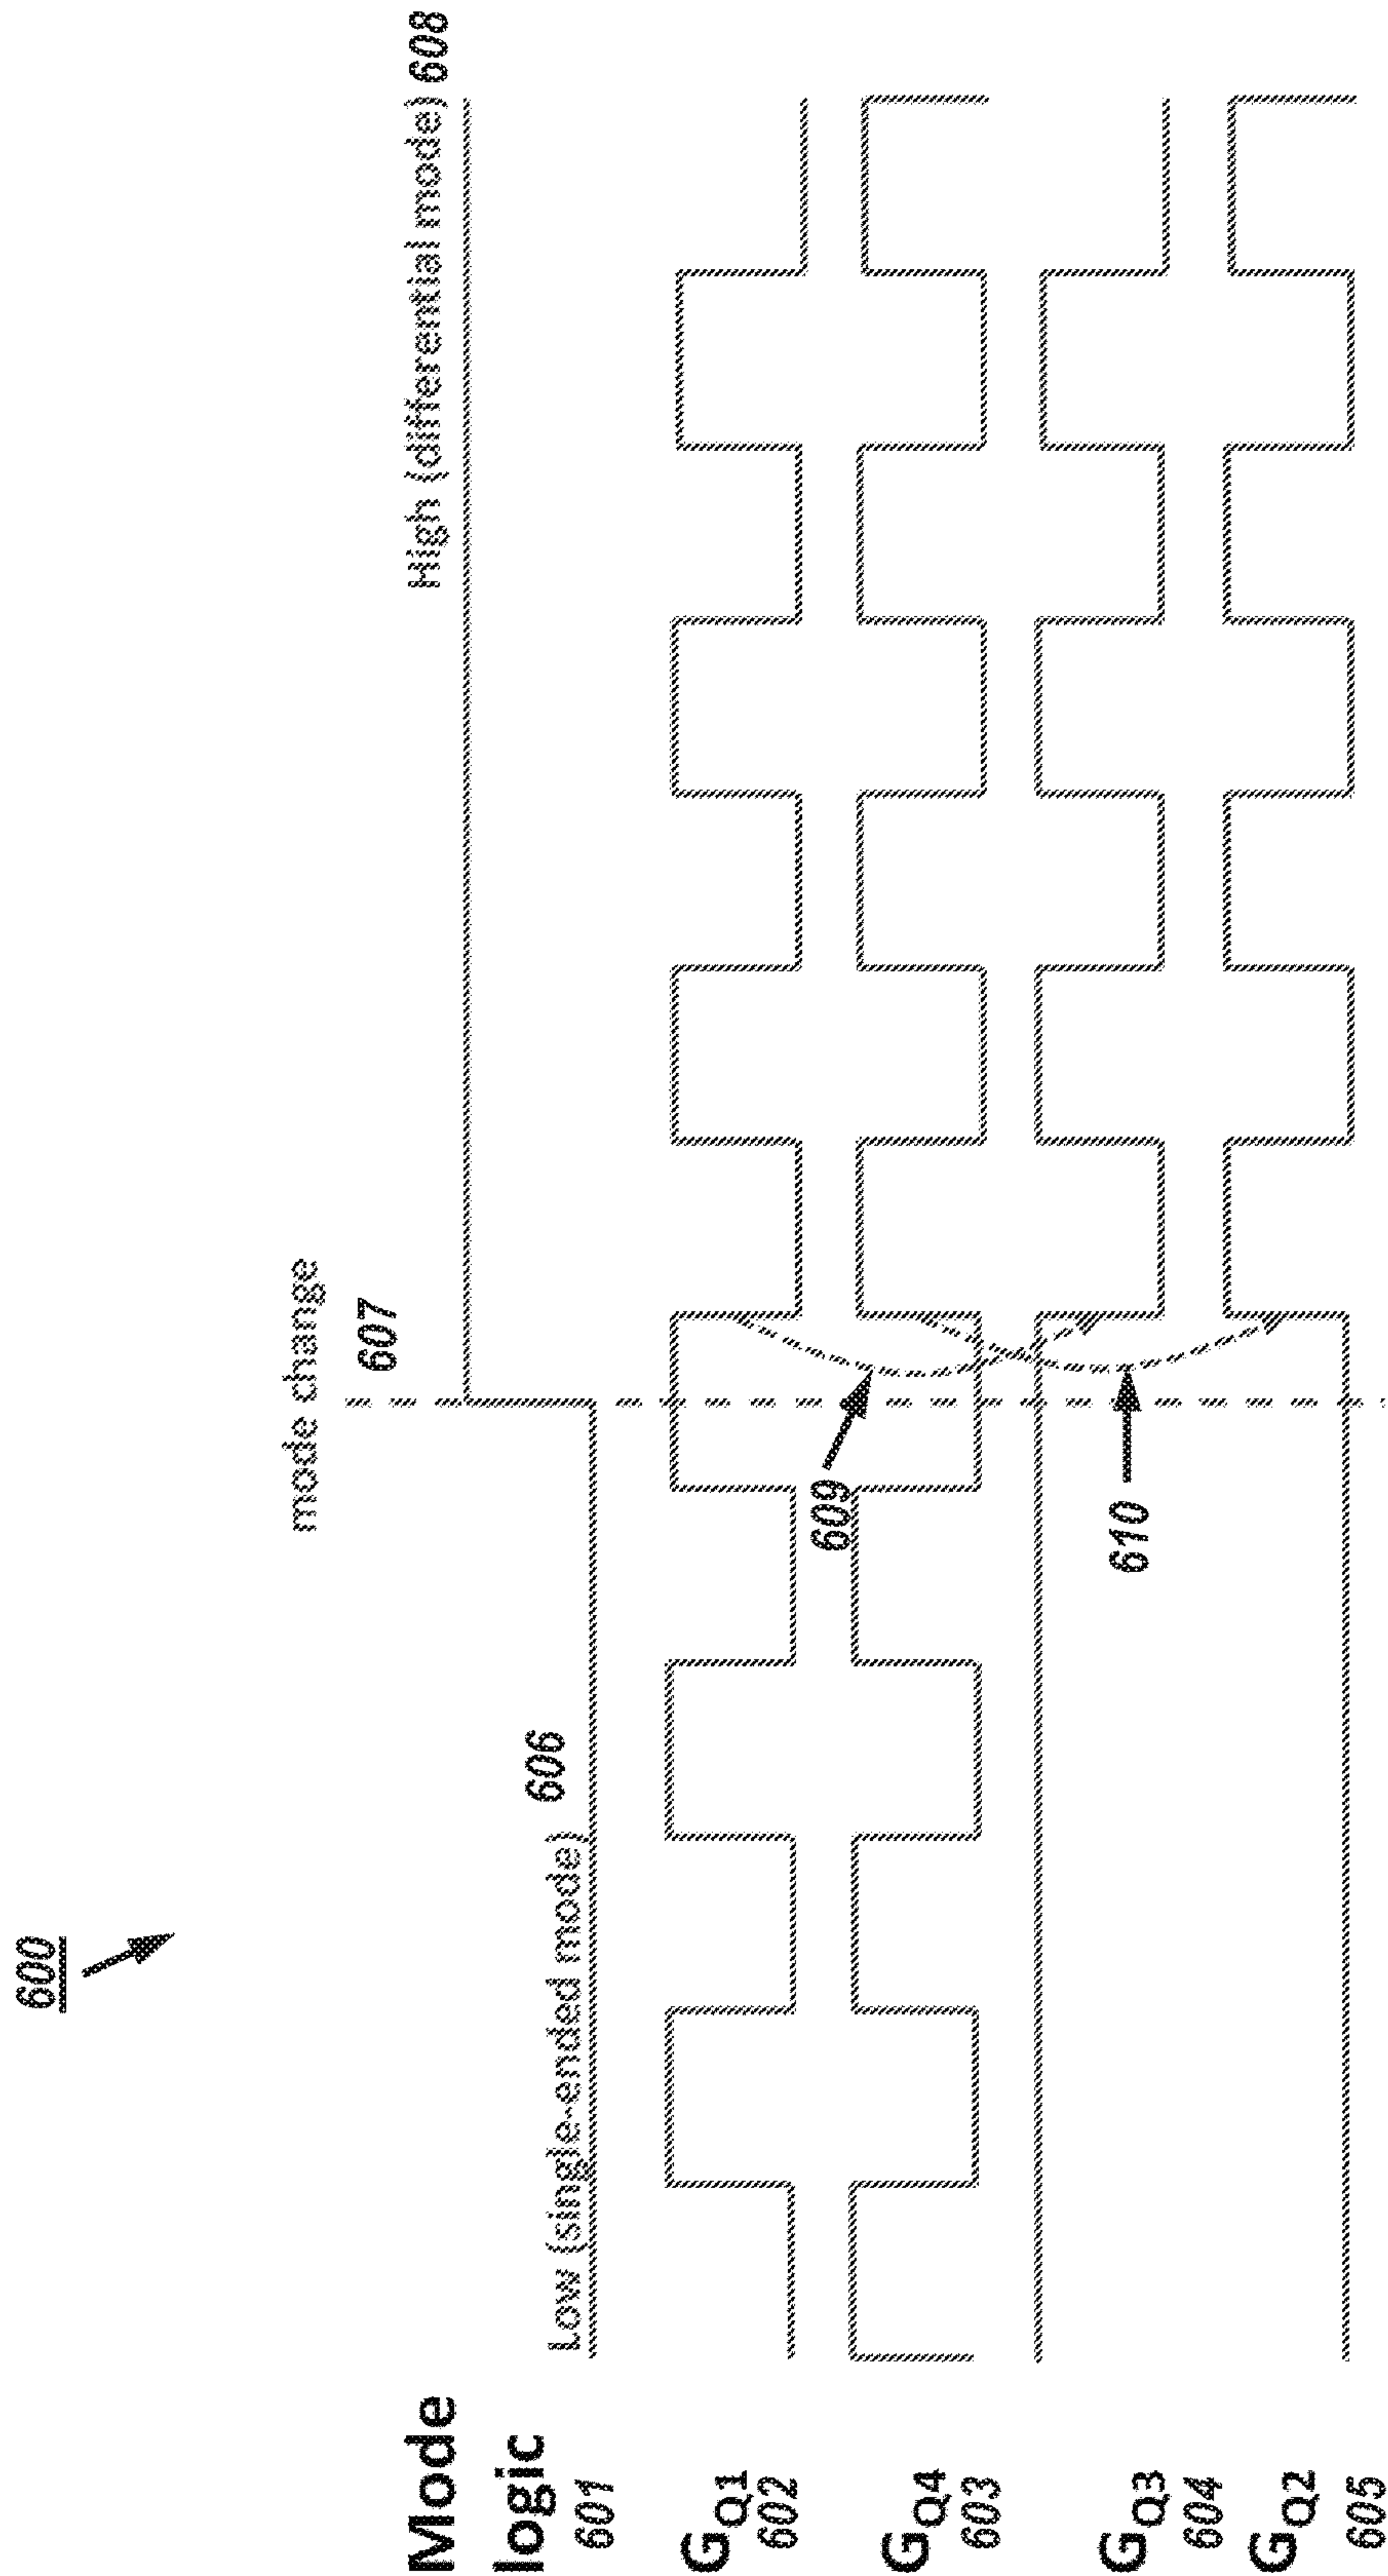 600
mode change
607
High (differential mode) 608
Low (single-ended mode)
606
Mode
logic
601
GQ1
602
609
GQ4
603
610
GQ3
604
GQ2
605